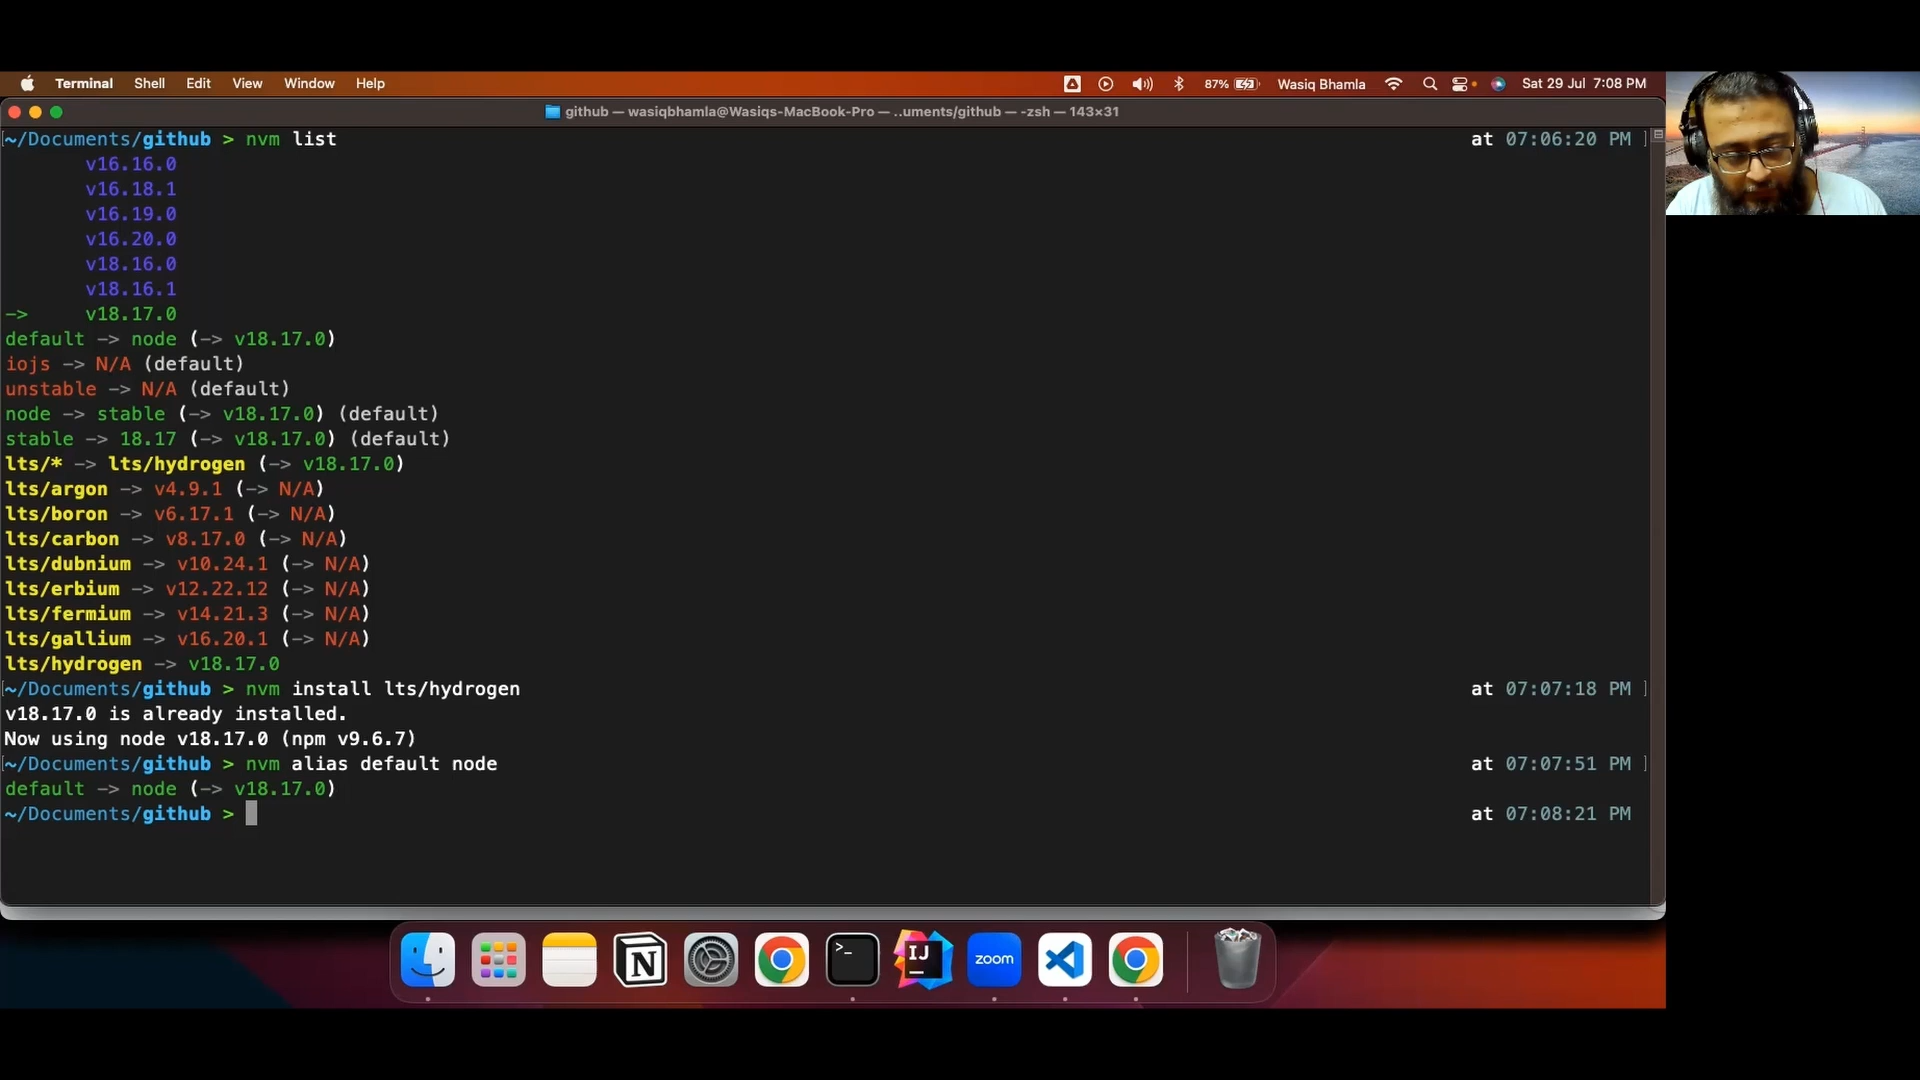 Terminal Shell Edit View Window Help 87% Wasiq Bhamla Sat 29 Jul 7:08 PM
github — wasiqbhamla@Wasiqs-MacBook-Pro — ..uments/github — -zsh — 143×31
[~/Documents/github > nvm list at 07:06:20 PM ]
v16.16.0
v16.18.1
v16.19.0
v16.20.0
v18.16.0
v18.16.1
-> v18.17.0
default -> node (-> v18.17.0)
iojs -> N/A (default)
unstable -> N/A (default)
node -> stable (-> v18.17.0) (default)
stable -> 18.17 (-> v18.17.0) (default)
lts/* -> lts/hydrogen (-> v18.17.0)
lts/argon -> v4.9.1 (-> N/A)
lts/boron -> v6.17.1 (-> N/A)
lts/carbon -> v8.17.0 (-> N/A)
lts/dubnium -> v10.24.1 (-> N/A)
lts/erbium -> v12.22.12 (-> N/A)
lts/fermium -> v14.21.3 (-> N/A)
lts/gallium -> v16.20.1 (-> N/A)
lts/hydrogen -> v18.17.0
[~/Documents/github > nvm install lts/hydrogen at 07:07:18 PM ]
v18.17.0 is already installed.
Now using node v18.17.0 (npm v9.6.7)
[~/Documents/github > nvm alias default node at 07:07:51 PM ]
default -> node (-> v18.17.0)
~/Documents/github > at 07:08:21 PM
N >_ IJ zoom